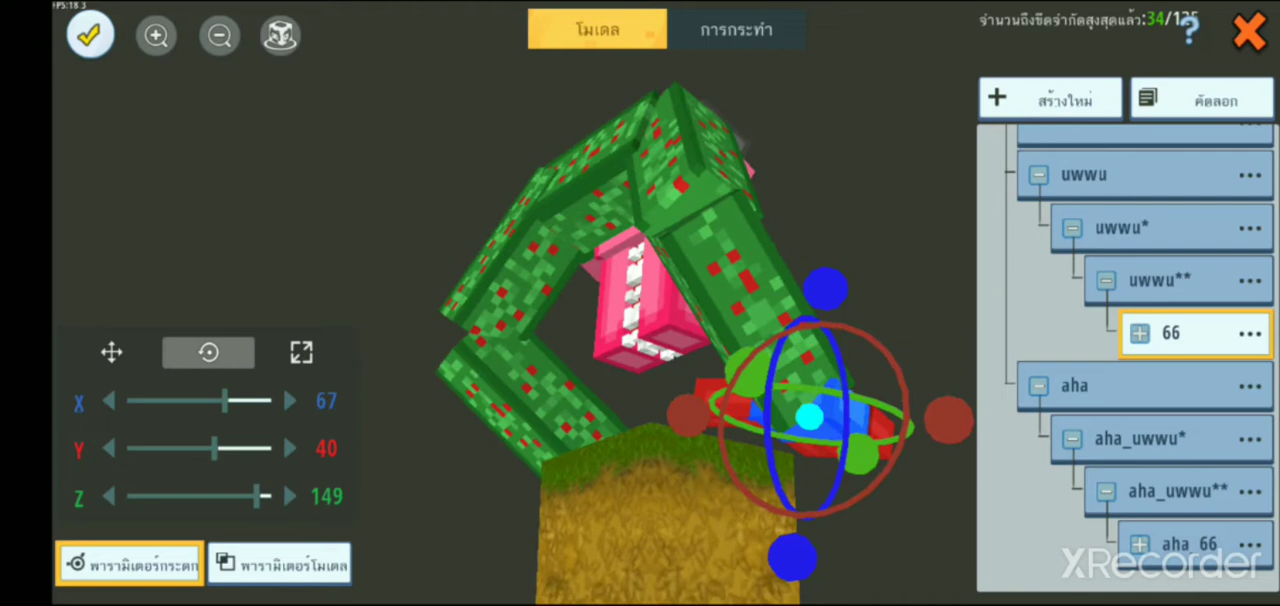 FPS:18.3
โมเดล
การกระทำ
จำนวนถึงขีดจำกัดสูงสุดแล้ว:34/125
?
+ สร้างใหม่
คัดลอก
uwwu •••
uwwu* •••
uwwu** •••
66 •••
aha •••
aha_uwwu* •••
aha_uwwu** •••
aha_66 •••
X 67
Y 40
Z 149
พารามิเตอร์กระดูก
พารามิเตอร์โมเดล
XRecorder